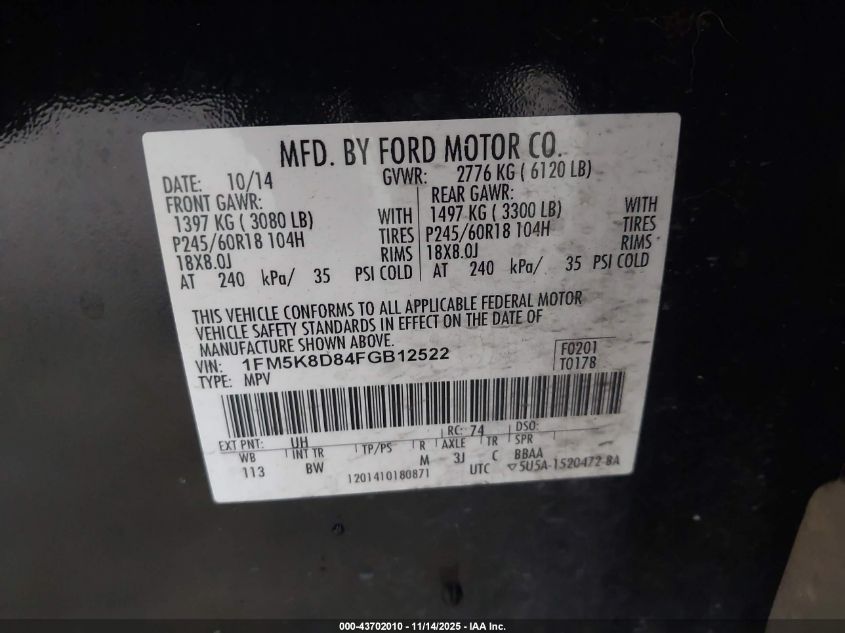 MFD. BY FORD MOTOR CO.
DATE: 10/14 GVWR: 2776 KG ( 6120 LB)
FRONT GAWR: REAR GAWR:
1397 KG ( 3080 LB) WITH 1497 KG ( 3300 LB) WITH
P245/60R18 104H TIRES P245/60R18 104H TIRES
18X8.0J RIMS 18X8.0J RIMS
AT 240 kPa/ 35 PSI COLD AT 240 kPa/ 35 PSI COLD
THIS VEHICLE CONFORMS TO ALL APPLICABLE FEDERAL MOTOR
VEHICLE SAFETY STANDARDS IN EFFECT ON THE DATE OF
MANUFACTURE SHOWN ABOVE.
VIN: 1FM5K8D84FGB12522 F0201
TYPE: MPV T0178
EXT PNT: UH RC: 74 DSO:
WB INT TR TP/PS R AXLE TR SPR
113 BW M 3J C BBAA
1201410180871 UTC ▽5U5A-1520472-BA
000-43702010 - 11/14/2025 - IAA Inc.